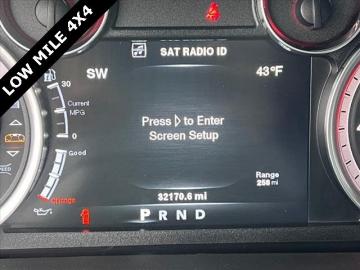 LOW MILE 4X4
SAT RADIO ID
SW
43°F
30
Current
MPG
0
Press ▷ to Enter
Screen Setup
Good
Change
Range
258 mi
32170.6 mi
P R N D